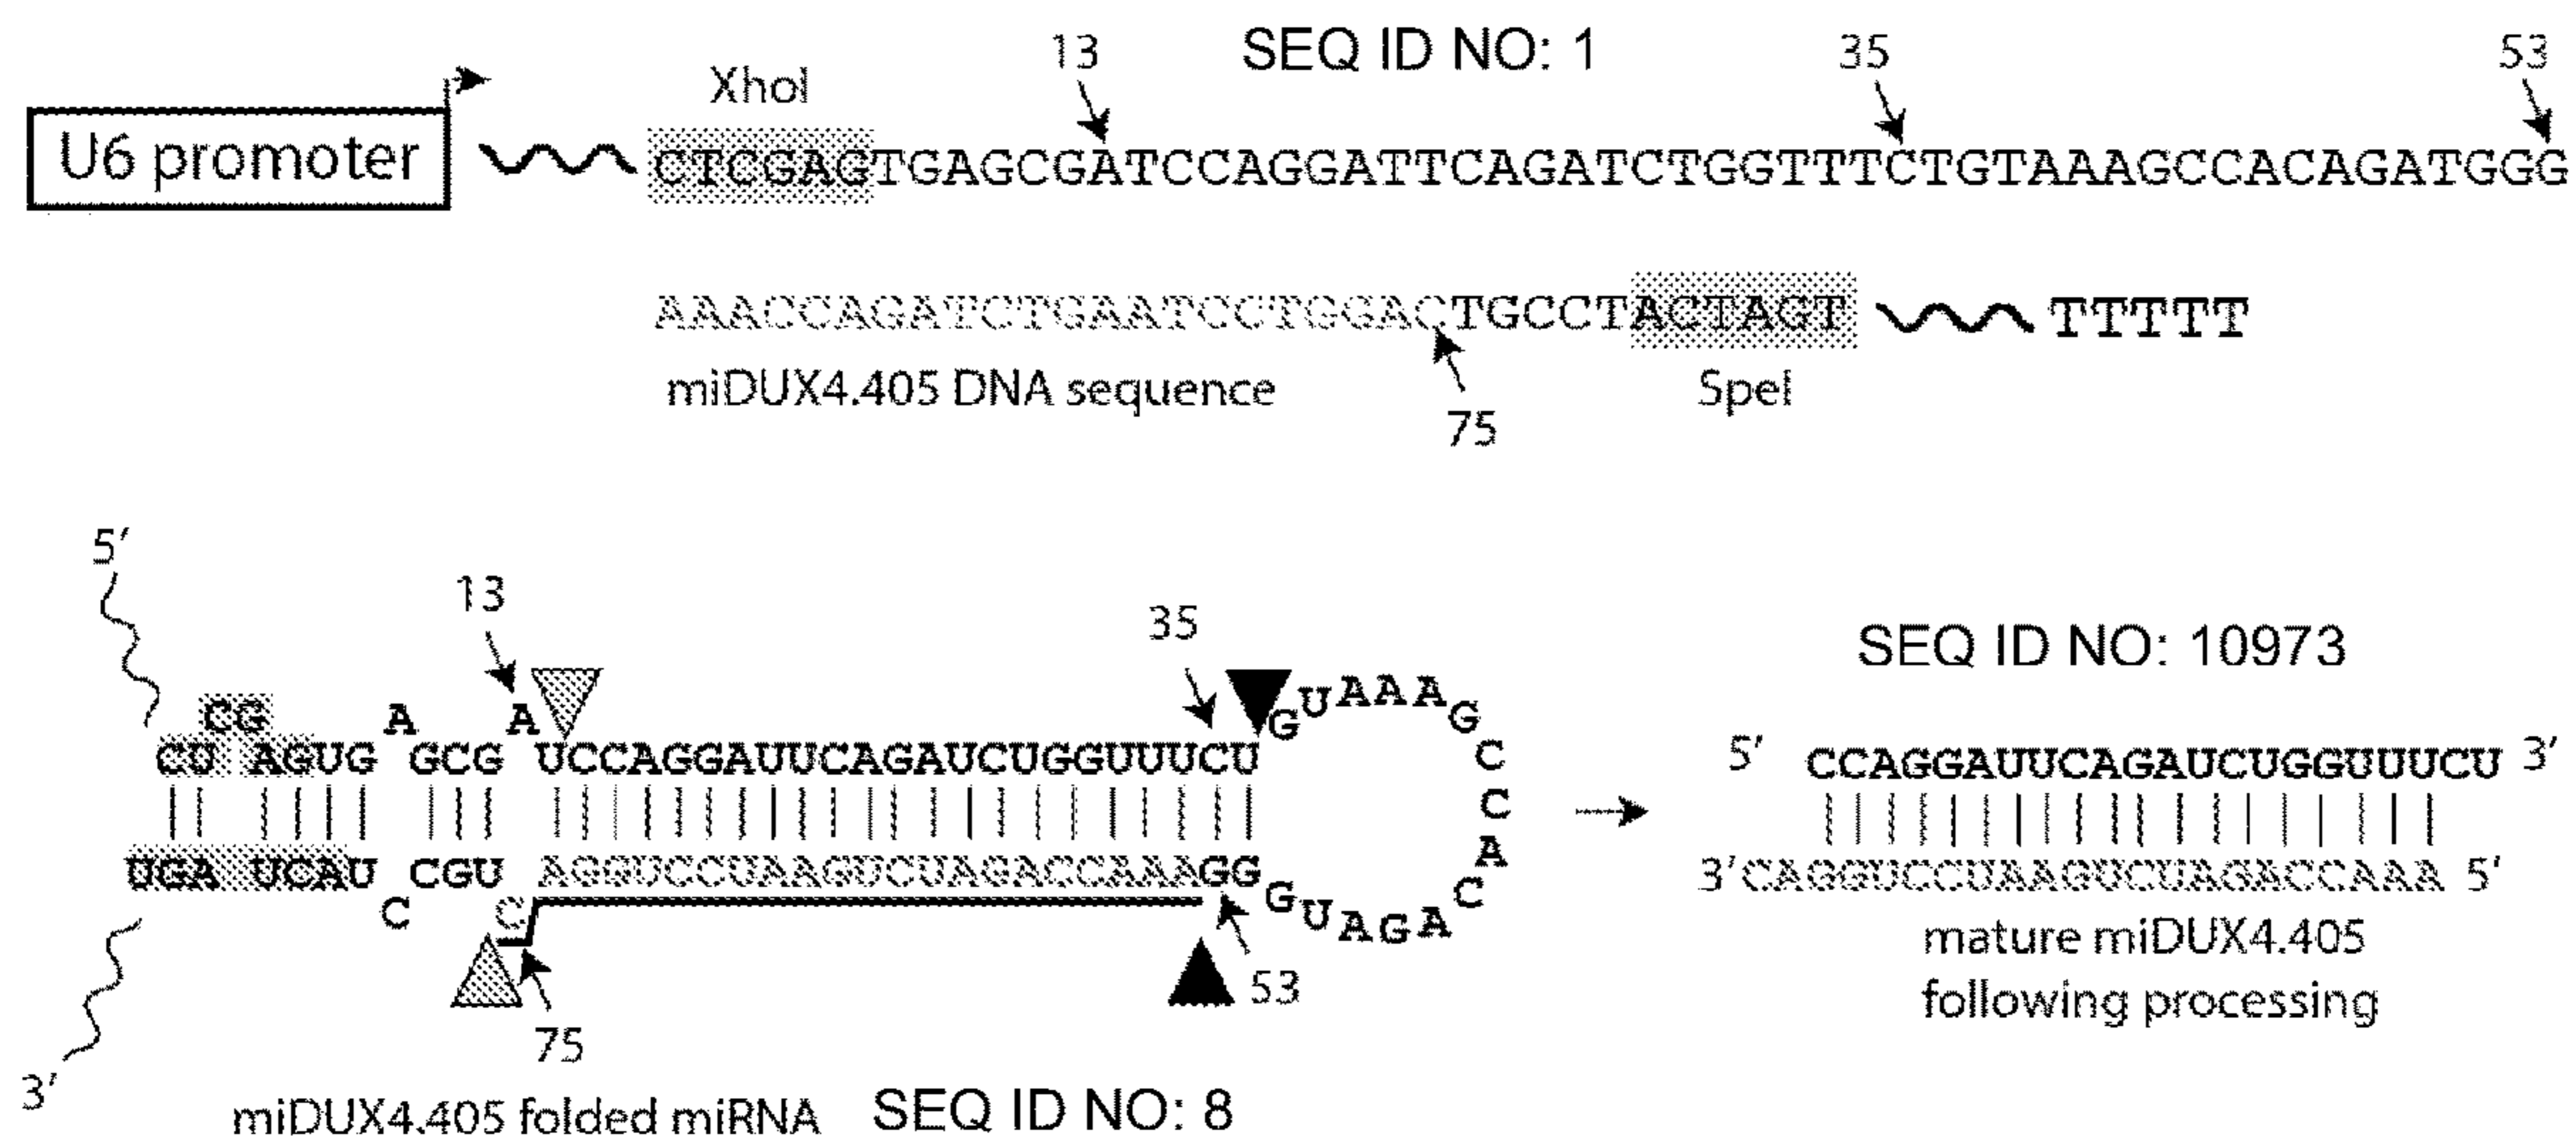 13 SEQ ID NO: 1 35 53
XhoI
U6 promoter CTCGAGTGAGCGATCCAGGATTCAGATCTGGTTTCTGTAAAGCCACAGATGGG
AAACCAGATCTGAATCCTGGACTGCCTACTAGT TTTTT
miDUX4.405 DNA sequence SpeI
75
5'
13 35 SEQ ID NO: 10973
CG A A GUAAAGCCACAGAUG
CU AGUG GCG UCCAGGAUUCAGAUCUGGUUUCU
5' CCAGGAUUCAGAUCUGGUUUCU 3'
UGA UCAU CGU AGGUCCUAAGUCUAGACCAAAGG
3' CAGGUCCUAAGUCUAGACCAAA 5'
C C
mature miDUX4.405
following processing
53
75
3'
miDUX4.405 folded miRNA SEQ ID NO: 8